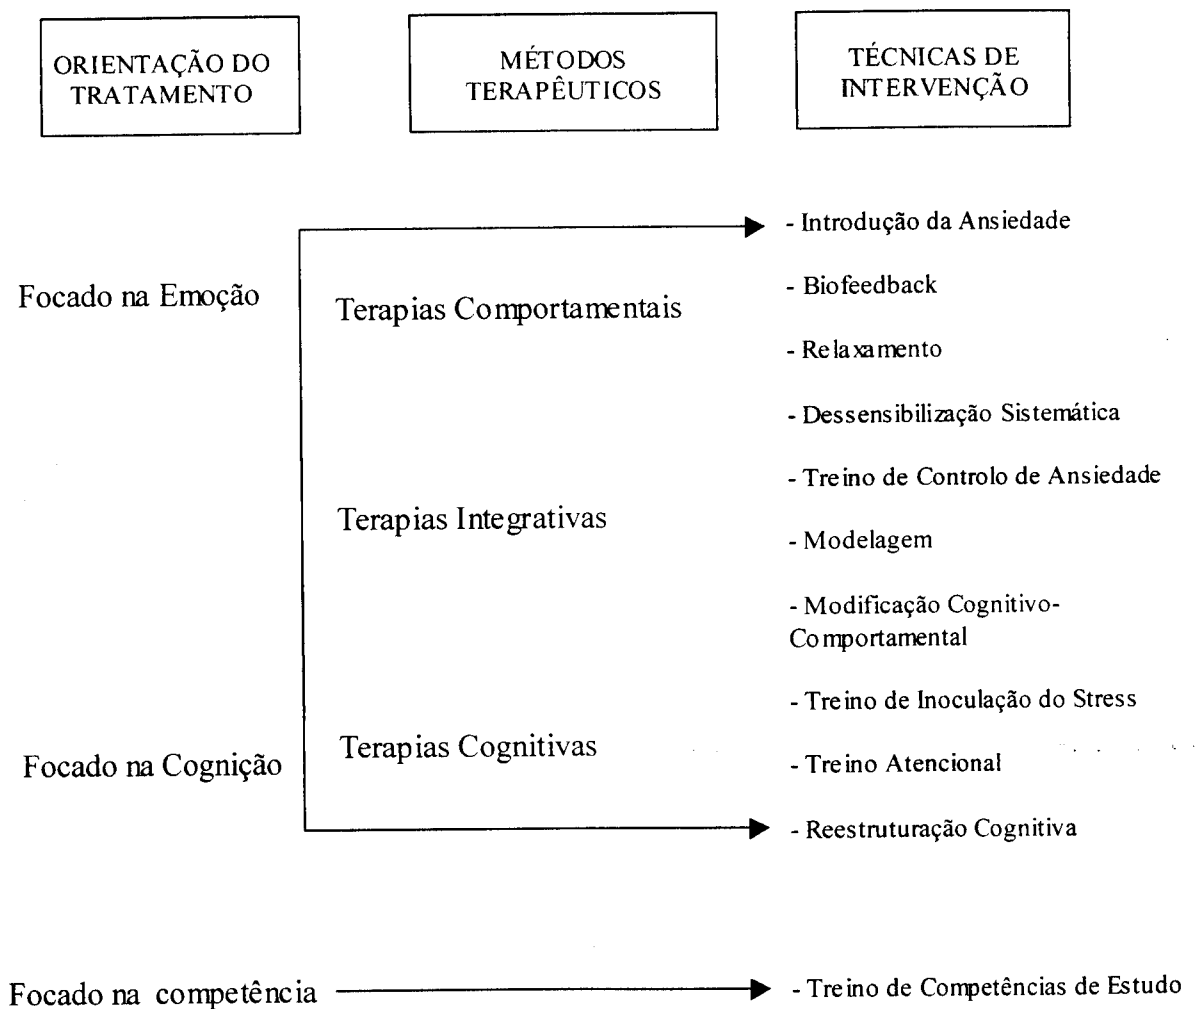 ORIENTAÇÃO DO
TRATAMENTO
MÉTODOS
TERAPÊUTICOS
TÉCNICAS DE
INTERVENÇÃO
- Introdução da Ansiedade
Focado na Emoção
- Biofeedback
Terapias Comportamentais
- Relaxamento
- Dessensibilização Sistemática
- Treino de Controlo de Ansiedade
Terapias Integrativas
- Modelagem
- Modificação Cognitivo-
Comportamental
- Treino de Inoculação do Stress
Terapias Cognitivas
Focado na Cognição
- Treino Atencional
- Reestruturação Cognitiva
Focado na competência
- Treino de Competências de Estudo